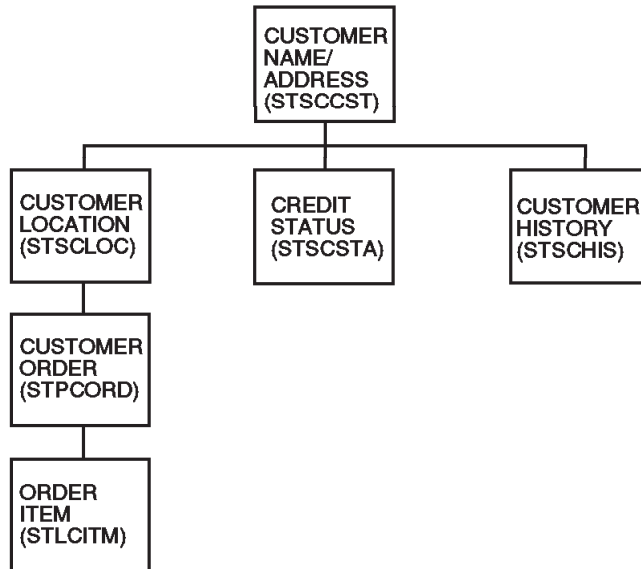 CUSTOMER
NAME/
ADDRESS
(STSCCST)
CUSTOMER
LOCATION
(STSCLOC)
CREDIT
STATUS
(STSCSTA)
CUSTOMER
HISTORY
(STSCHIS)
CUSTOMER
ORDER
(STPCORD)
ORDER
ITEM
(STLCITM)